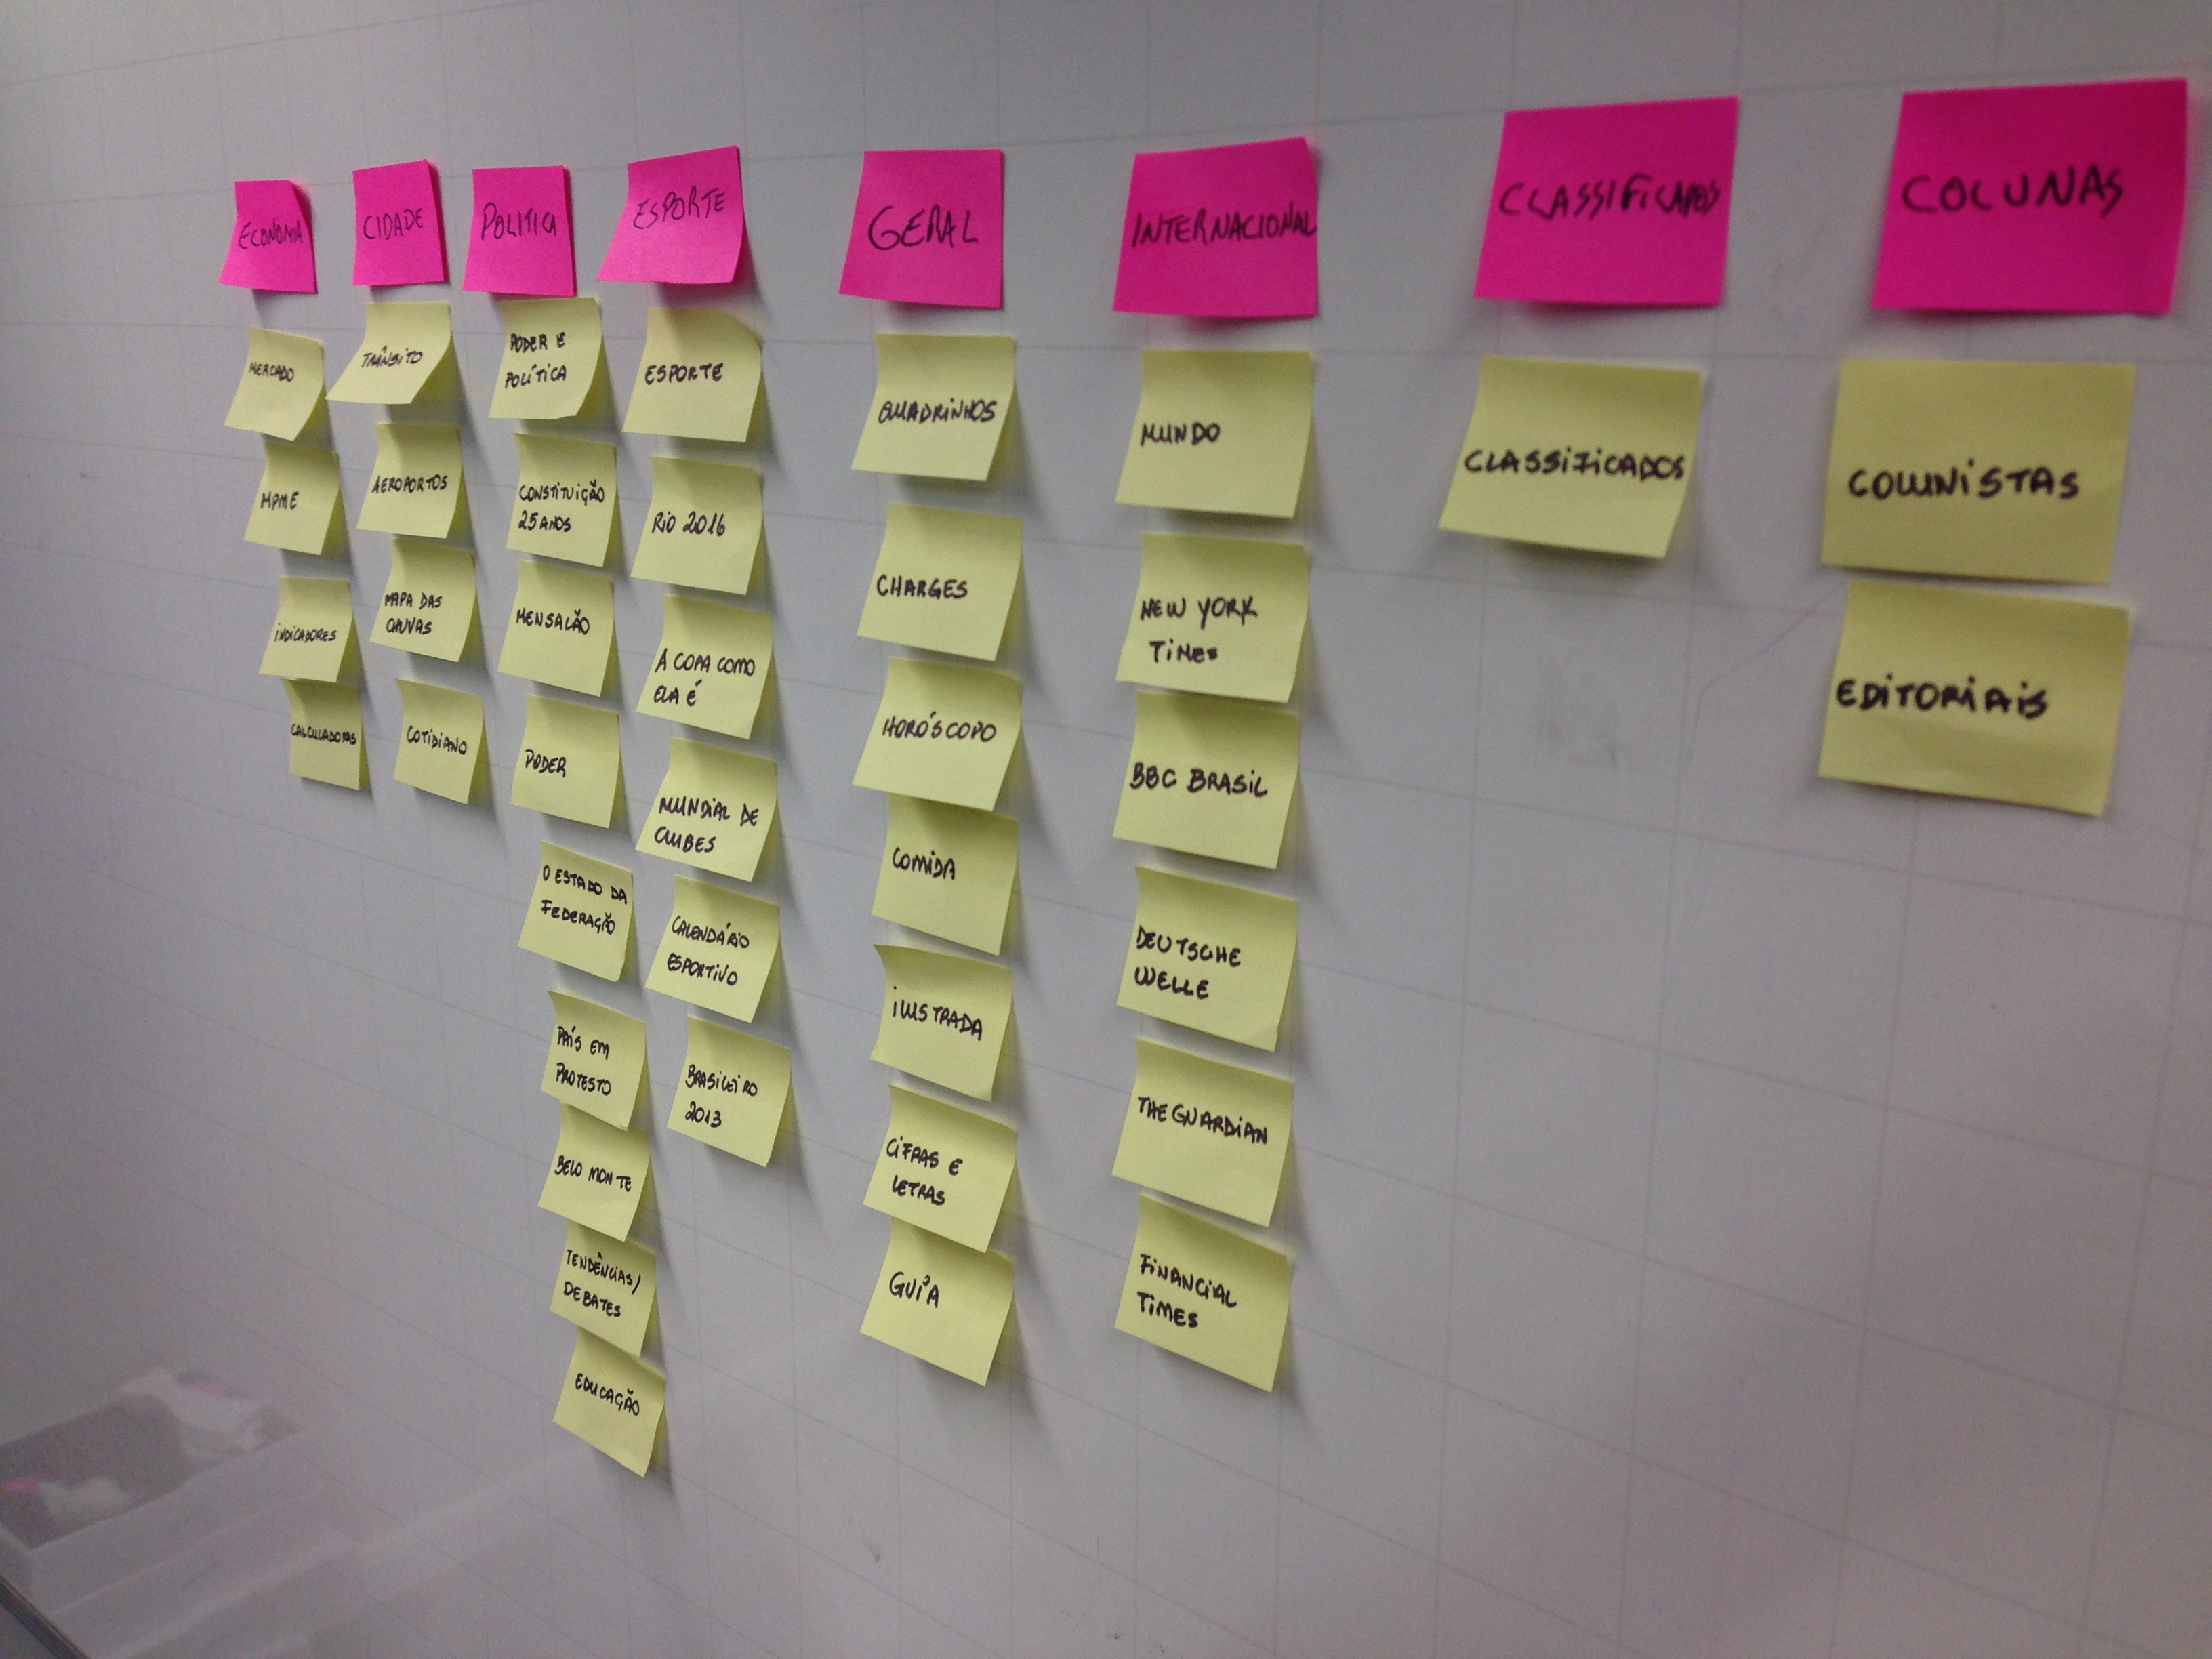 ECONOMIA
MERCADO
MPME
INDICADORES
CALCULADORAS
CIDADE
TRÂNSITO
AEROPORTOS
MAPA DAS
CHUVAS
COTIDIANO
POLITICA
PODER E
POLÍTICA
CONSTITUIÇÃO
25 ANOS
MENSALÃO
PODER
O ESTADO DA
FEDERAÇÃO
PAÍS EM
PROTESTO
BELO MONTE
TENDÊNCIAS/
DEBATES
EDUCAÇÃO
ESPORTE
ESPORTE
RIO 2016
A COPA COMO
ELA É
MUNDIAL DE
CLUBES
CALENDÁRIO
ESPORTIVO
BRASILEIRO
2013
GERAL
QUADRINHOS
CHARGES
HORÓSCOPO
COMIDA
ILUSTRADA
CIFRAS E
LETRAS
GUÍA
INTERNACIONAL
MUNDO
NEW YORK
TIMES
BBC BRASIL
DEUTSCHE
WELLE
THE GUARDIAN
FINANCIAL
TIMES
CLASSIFICADOS
CLASSIFICADOS
COLUNAS
COLUNISTAS
EDITORIAIS